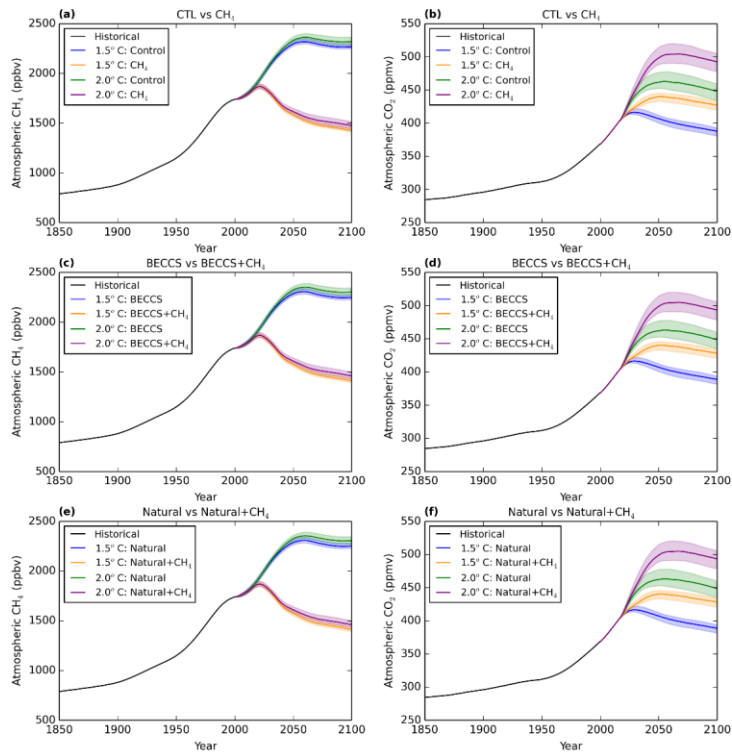 (a) CTL vs CH₄
2500
2000
1500
1000
500
Atmospheric CH₄ (ppbv)
Historical
1.5° C: Control
1.5° C: CH₄
2.0° C: Control
2.0° C: CH₄
1850 1900 1950 2000 2050 2100
Year
(b) CTL vs CH₄
550
500
450
400
350
300
250
Atmospheric CO₂ (ppmv)
Historical
1.5° C: Control
1.5° C: CH₄
2.0° C: Control
2.0° C: CH₄
1850 1900 1950 2000 2050 2100
Year
(c) BECCS vs BECCS+CH₄
2500
2000
1500
1000
500
Atmospheric CH₄ (ppbv)
Historical
1.5° C: BECCS
1.5° C: BECCS+CH₄
2.0° C: BECCS
2.0° C: BECCS+CH₄
1850 1900 1950 2000 2050 2100
Year
(d) BECCS vs BECCS+CH₄
550
500
450
400
350
300
250
Atmospheric CO₂ (ppmv)
Historical
1.5° C: BECCS
1.5° C: BECCS+CH₄
2.0° C: BECCS
2.0° C: BECCS+CH₄
1850 1900 1950 2000 2050 2100
Year
(e) Natural vs Natural+CH₄
2500
2000
1500
1000
500
Atmospheric CH₄ (ppbv)
Historical
1.5° C: Natural
1.5° C: Natural+CH₄
2.0° C: Natural
2.0° C: Natural+CH₄
1850 1900 1950 2000 2050 2100
Year
(f) Natural vs Natural+CH₄
550
500
450
400
350
300
250
Atmospheric CO₂ (ppmv)
Historical
1.5° C: Natural
1.5° C: Natural+CH₄
2.0° C: Natural
2.0° C: Natural+CH₄
1850 1900 1950 2000 2050 2100
Year